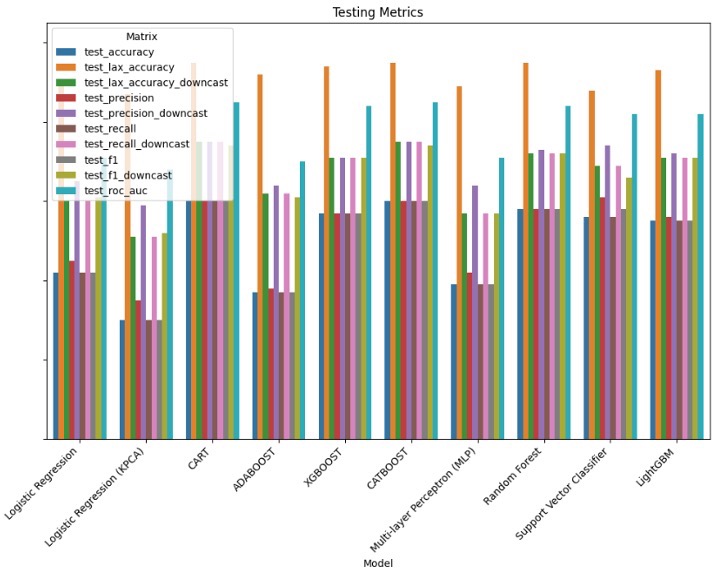 Testing Metrics
Matrix
test_accuracy
test_lax_accuracy
test_lax_accuracy_downcast
test_precision
test_precision_downcast
test_recall
test_recall_downcast
test_f1
test_f1_downcast
test_roc_auc
Logistic Regression
Logistic Regression (KPCA)
CART
ADABOOST
XGBOOST
CATBOOST
Multi-layer Perceptron (MLP)
Random Forest
Support Vector Classifier
LightGBM
Model